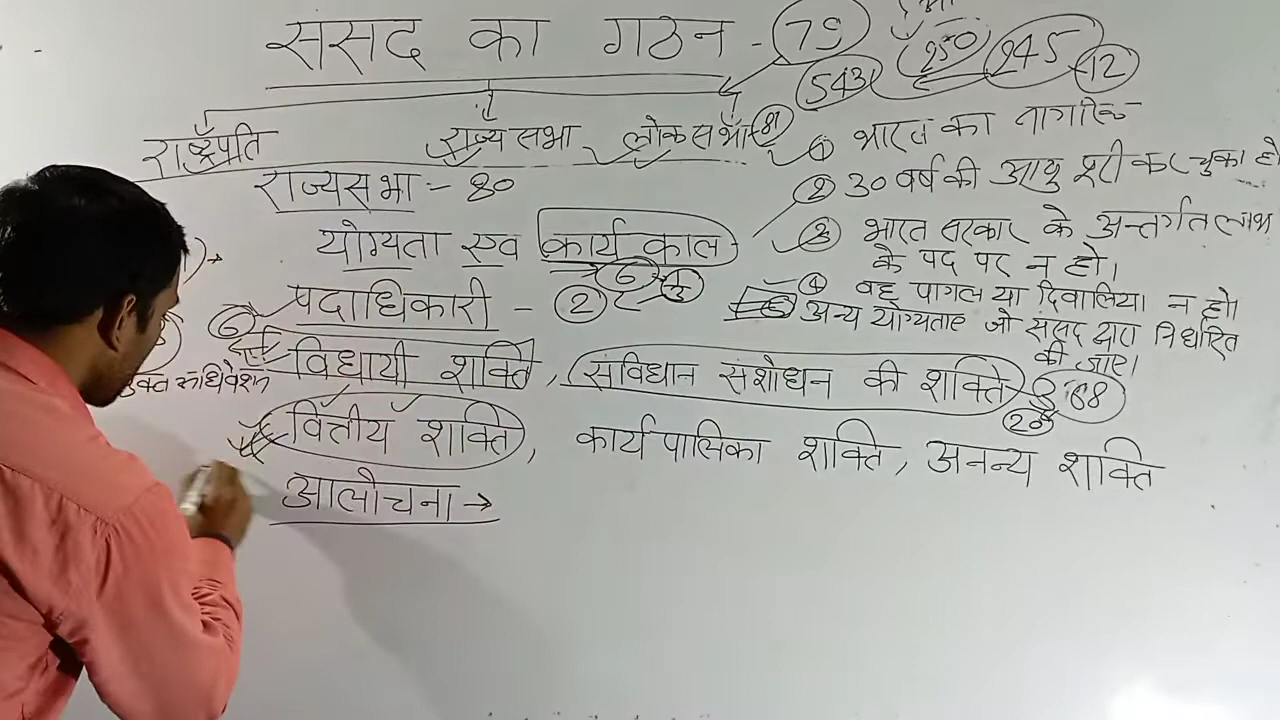 संसद का गठन - 79
543 250 245 12
राष्ट्रपति राज्यसभा लोकसभा 81
राज्यसभा :- 80
योग्यता एव कार्य काल
6
पदाधिकारी - 2
विधायी शक्ति, संविधान संशोधन की शक्ति 368
वित्तीय शक्ति, कार्यपालिका शक्ति, अनन्य शक्ति
आलोचना →
① भारत का नागरिक
② 30 वर्ष की आयु पूरी कर चुका हो
③ भारत सरकार के अन्तर्गत लाभ
के पद पर न हो।
④ वह पागल या दिवालिया न हो
⑤ अन्य योग्यताए जो संसद द्वारा निर्धारित
की जाए।
6
युक्त अधिवेशन